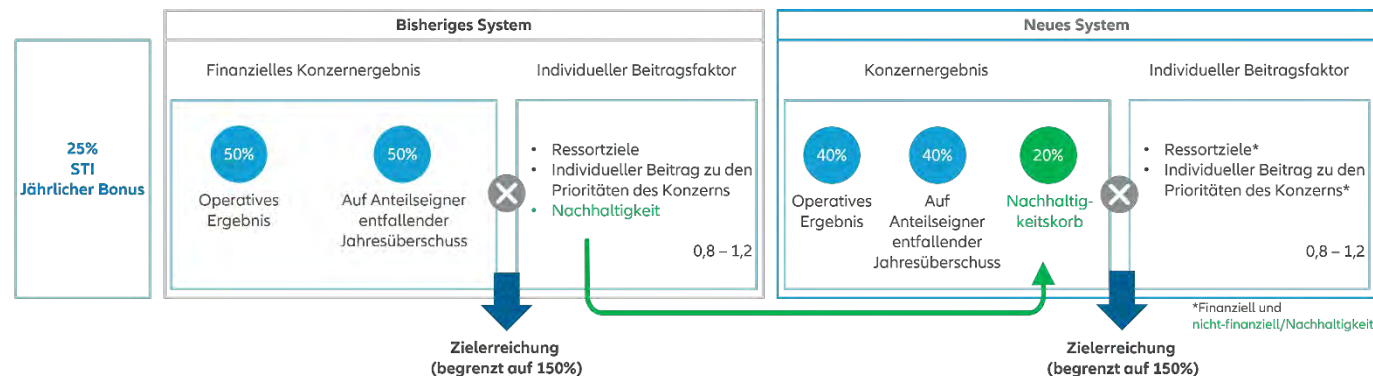 Bisheriges System
Neues System
25%
STI
Jährlicher Bonus
Finanzielles Konzernergebnis
Individueller Beitragsfaktor
50%
Operatives
Ergebnis
50%
Auf Anteilseigner
entfallender
Jahresüberschuss
• Ressortziele
• Individueller Beitrag zu den
Prioritäten des Konzerns
• Nachhaltigkeit
0,8 – 1,2
Zielerreichung
(begrenzt auf 150%)
Konzernergebnis
Individueller Beitragsfaktor
40%
Operatives
Ergebnis
40%
Auf
Anteilseigner
entfallender
Jahresüberschuss
20%
Nachhaltig-
keitskorb
• Ressortziele*
• Individueller Beitrag zu den
Prioritäten des Konzerns*
0,8 – 1,2
*Finanziell und
nicht-finanziell/Nachhaltigkeit
Zielerreichung
(begrenzt auf 150%)